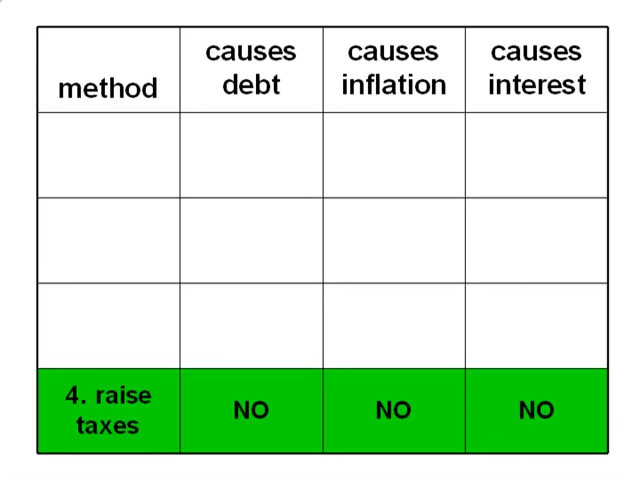 method
causes
debt
causes
inflation
causes
interest
4. raise
taxes
NO
NO
NO